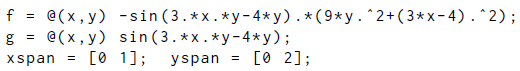 f = @(x,y) -sin(3.*x.*y-4*y).*(9*y.^2+(3*x-4).^2);
g = @(x,y) sin(3.*x.*y-4*y);
xspan = [0 1];  yspan = [0 2];